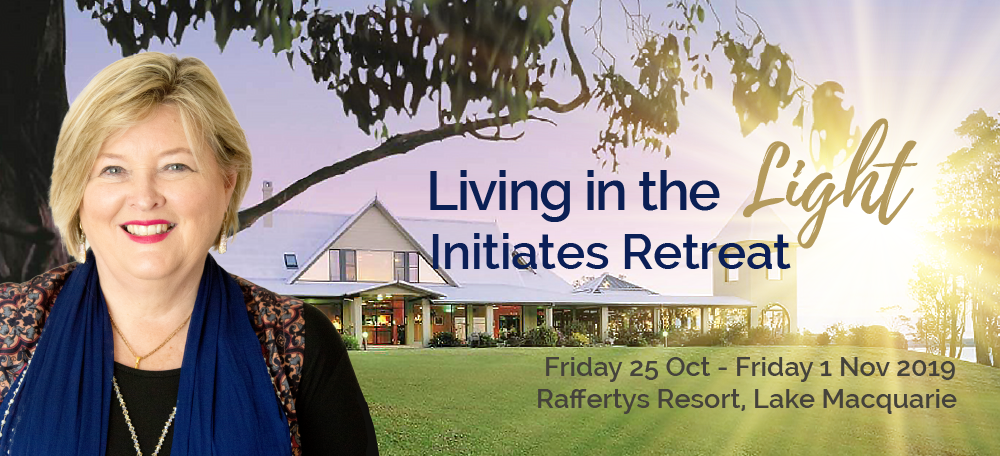 Living in the Light
Initiates Retreat
Friday 25 Oct - Friday 1 Nov 2019
Raffertys Resort, Lake Macquarie